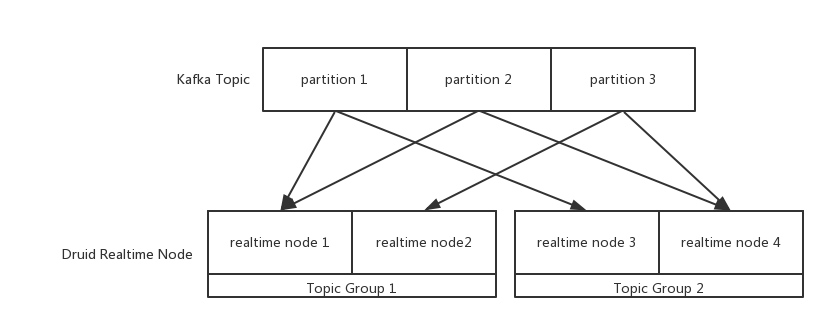 Kafka Topic
partition 1
partition 2
partition 3
Druid Realtime Node
realtime node 1
realtime node2
realtime node 3
realtime node 4
Topic Group 1
Topic Group 2